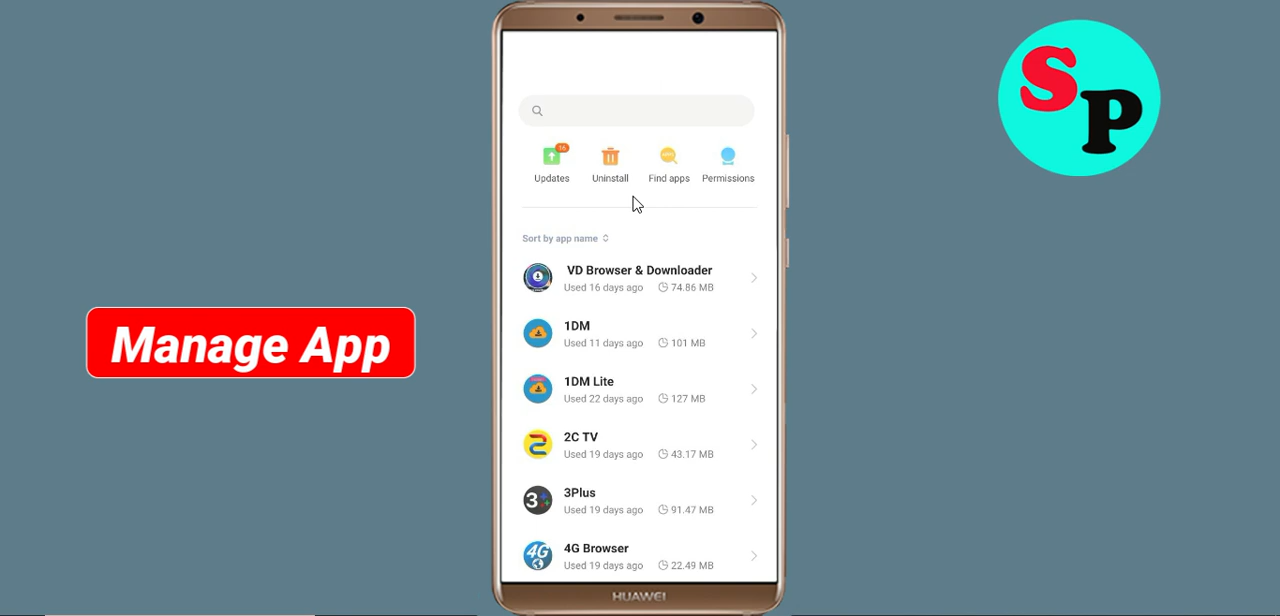 SP
16
Updates
Uninstall
Find apps
Permissions
Sort by app name
VD Browser & Downloader
Used 16 days ago 74.86 MB
1DM
Used 11 days ago 101 MB
1DM Lite
Used 22 days ago 127 MB
2C TV
Used 19 days ago 43.17 MB
3
3Plus
Used 19 days ago 91.47 MB
4G
4G Browser
Used 19 days ago 22.49 MB
HUAWEI
Manage App